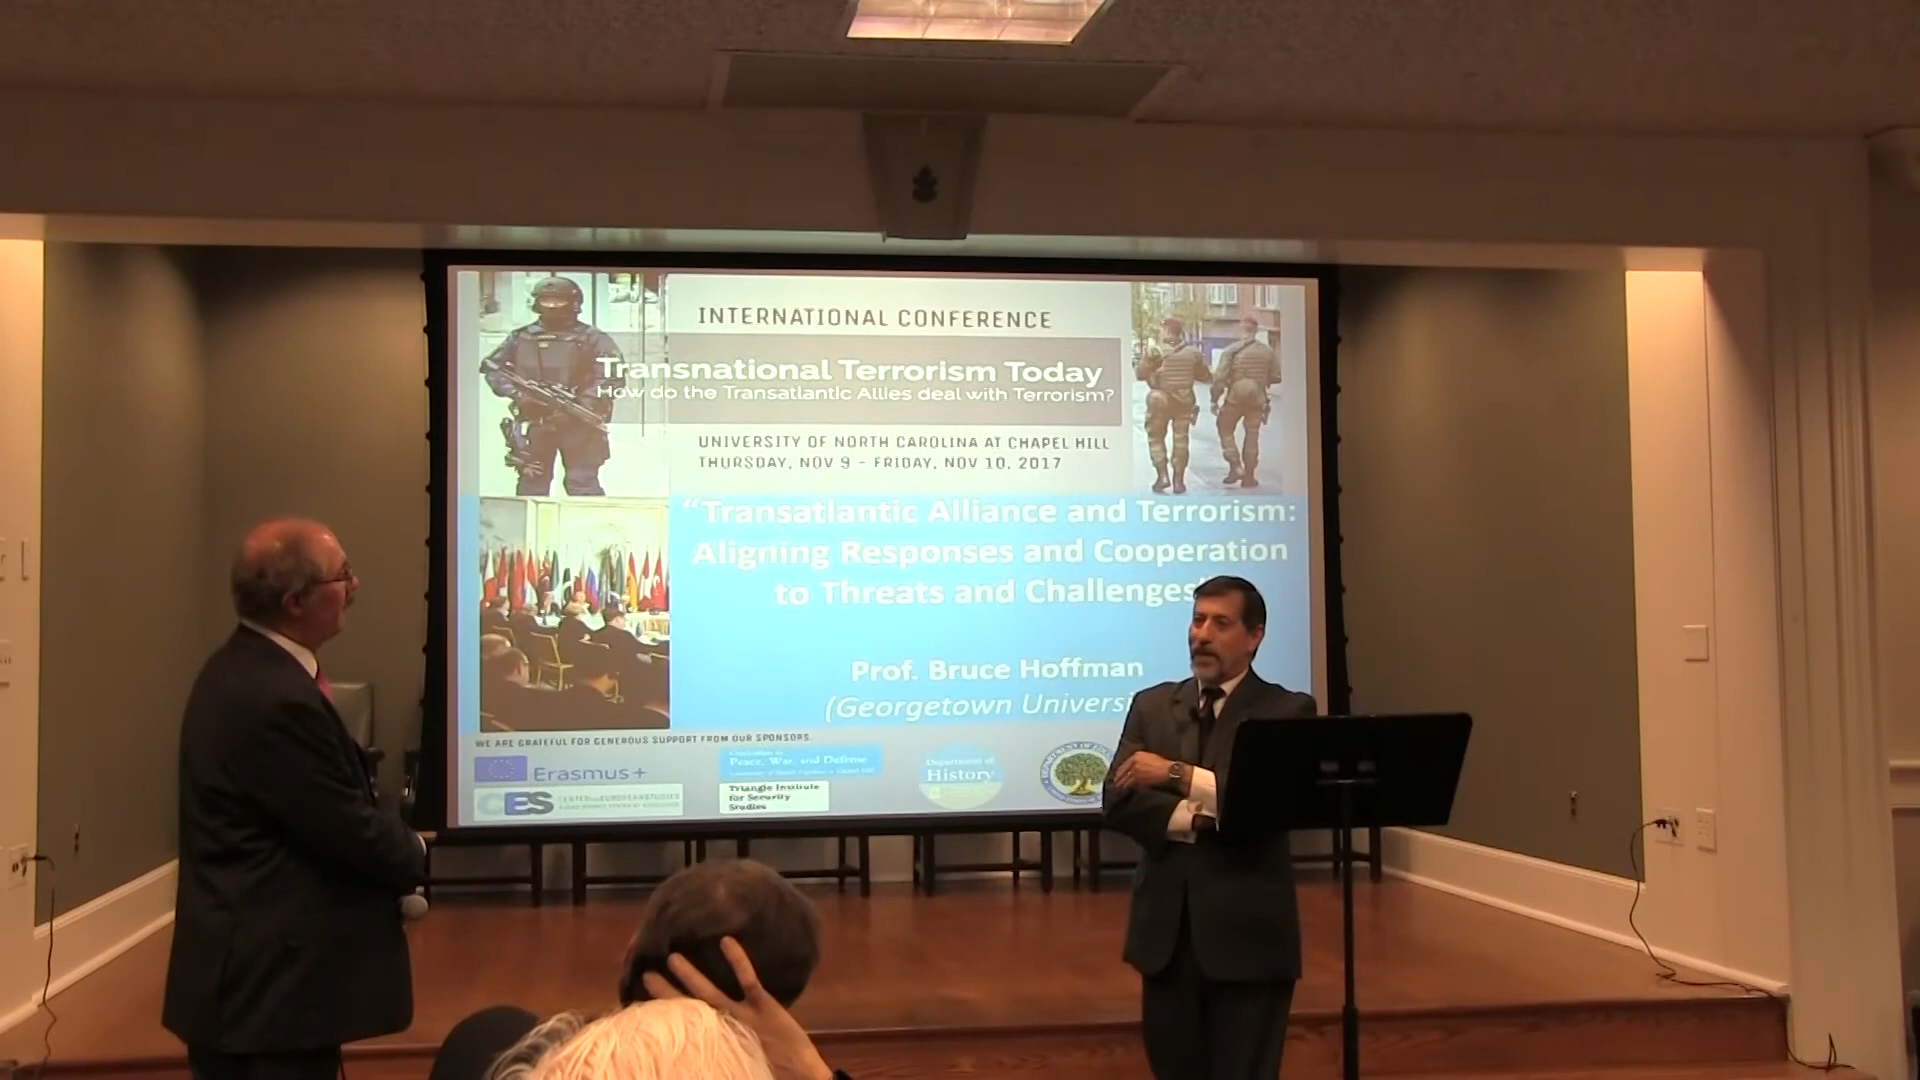 INTERNATIONAL CONFERENCE
Transnational Terrorism Today
How do the Transatlantic Allies deal with Terrorism?
UNIVERSITY OF NORTH CAROLINA AT CHAPEL HILL
THURSDAY, NOV 9 - FRIDAY, NOV 10, 2017
“Transatlantic Alliance and Terrorism:
Aligning Responses and Cooperation
to Threats and Challenges
Prof. Bruce Hoffman
(Georgetown Universi
WE ARE GRATEFUL FOR GENEROUS SUPPORT FROM OUR SPONSORS.
Erasmus+
CES
Peace, War, and Defense
Triangle Institute
for Security
Studies
Department of
History